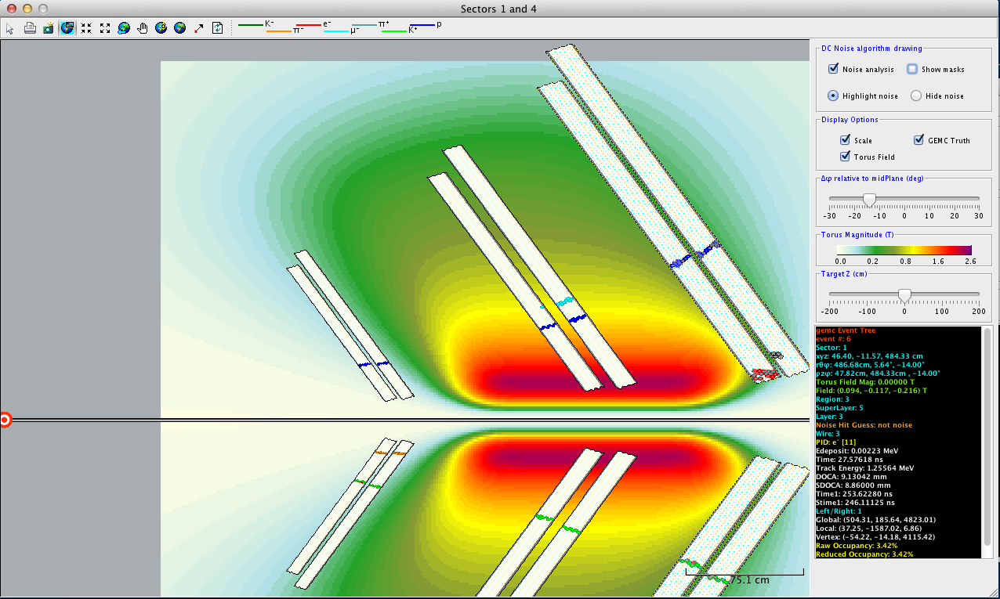 Sectors 1 and 4
K⁻ e⁻ π⁺ p
π⁻ μ⁻ K⁺
DC Noise algorithm drawing
Noise analysis Show masks
Highlight noise Hide noise
Display Options
Scale GEMC Truth
Torus Field
Δφ relative to midPlane (deg)
-30 -20 -10 0 10 20 30
Torus Magnitude (T)
0.0 0.2 0.8 1.6 2.6
Target Z (cm)
-200 -100 0 100 200
gemc Event Tree
event #: 6
Sector: 1
xyz: 46.40, -11.57, 484.33 cm
rθφ: 486.68cm, 5.64°, -14.00°
ρzφ: 47.82cm, 484.33cm , -14.00°
Torus Field Mag: 0.00000 T
Field: (0.094, -0.117, -0.216) T
Region: 3
SuperLayer: 5
Layer: 3
Noise Hit Guess: not noise
Wire: 3
PID: e⁻ [11]
Edeposit: 0.00223 MeV
Time: 27.57618 ns
Track Energy: 1.25564 MeV
DOCA: 9.13042 mm
SDOCA: 8.86000 mm
Time1: 253.62280 ns
Stime1: 246.11125 ns
Left/Right: 1
Global: (504.31, 185.64, 4823.01)
Local: (37.25, -1587.02, 6.86)
Vertex: (-54.22, -14.18, 4115.42)
Raw Occupancy: 3.42%
Reduced Occupancy: 3.42%
75.1 cm